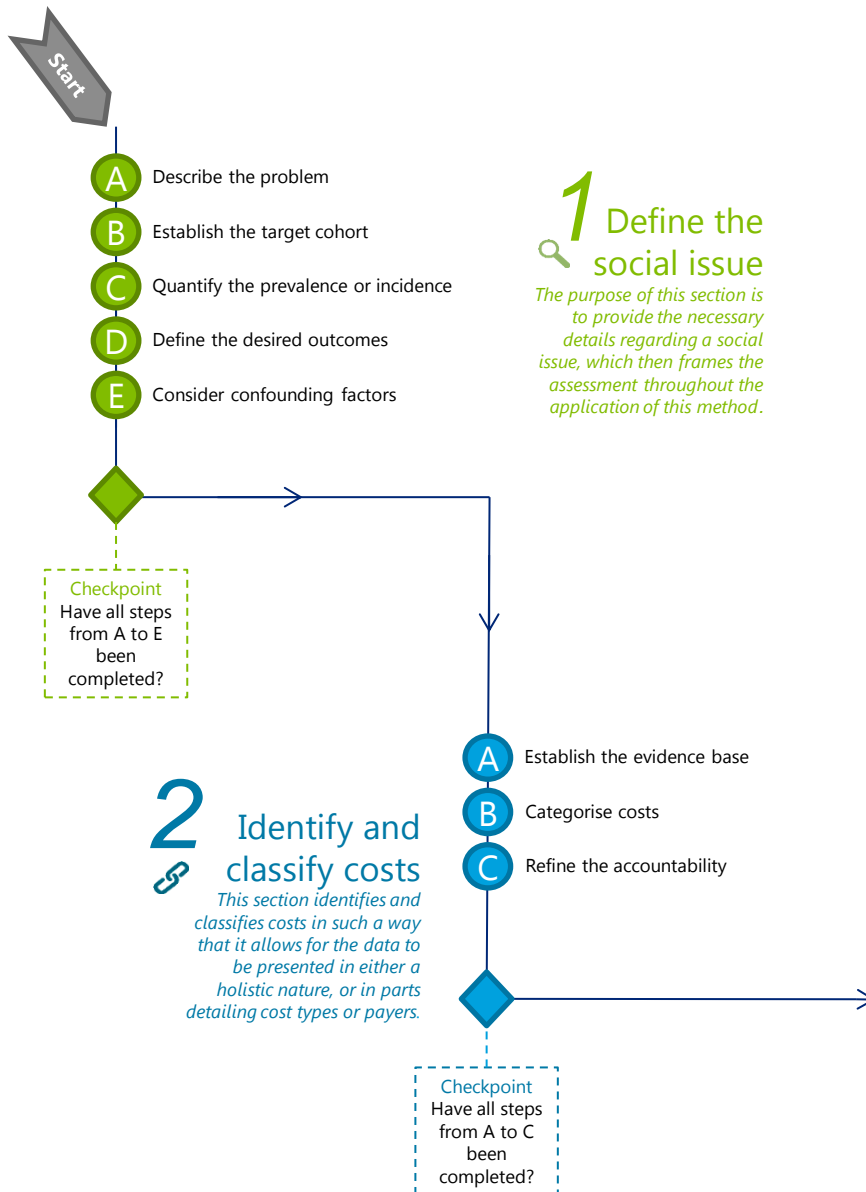 Start
A Describe the problem
B Establish the target cohort
C Quantify the prevalence or incidence
D Define the desired outcomes
E Consider confounding factors
1 Define the
social issue
The purpose of this section is
to provide the necessary
details regarding a social
issue, which then frames the
assessment throughout the
application of this method.
Checkpoint
Have all steps
from A to E
been
completed?
A Establish the evidence base
B Categorise costs
C Refine the accountability
2 Identify and
classify costs
This section identifies and
classifies costs in such a way
that it allows for the data to
be presented in either a
holistic nature, or in parts
detailing cost types or payers.
Checkpoint
Have all steps
from A to C
been
completed?